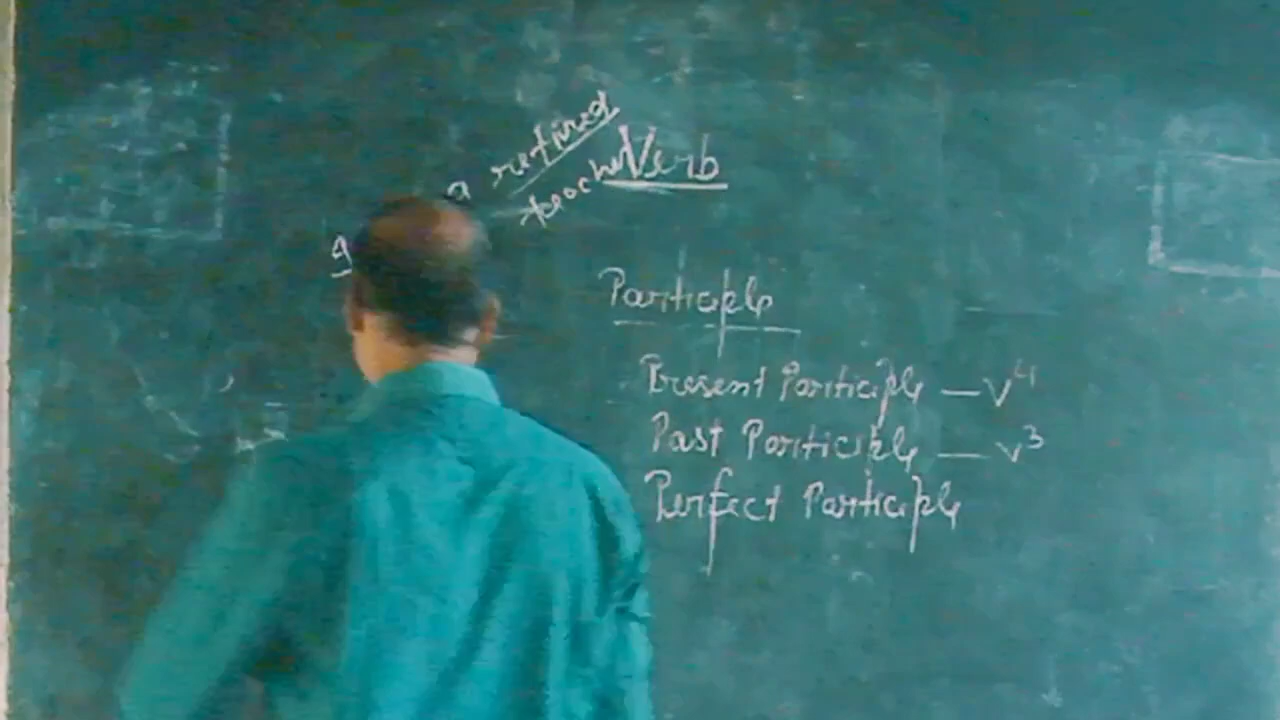 a retired
teacher
Verb
Participle
Present Participle — V4
Past Participle — V3
Perfect Participle